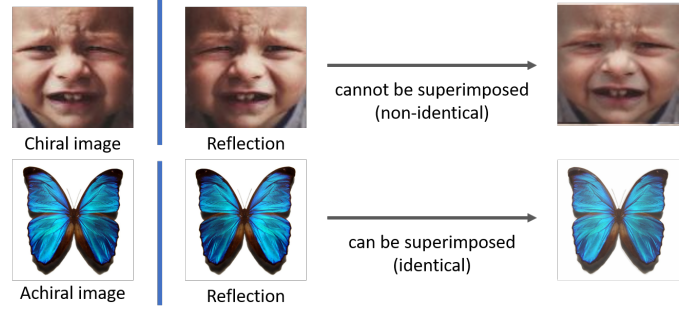 cannot be superimposed
(non-identical)
Chiral image
Reflection
can be superimposed
(identical)
Achiral image
Reflection